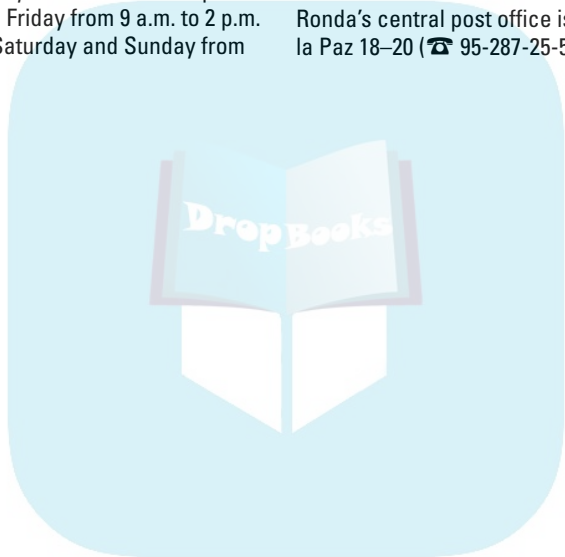 Friday from 9 a.m. to 2 p.m.
Saturday and Sunday from
Ronda's central post office is
la Paz 18–20 (☎ 95-287-25-5
DropBooks